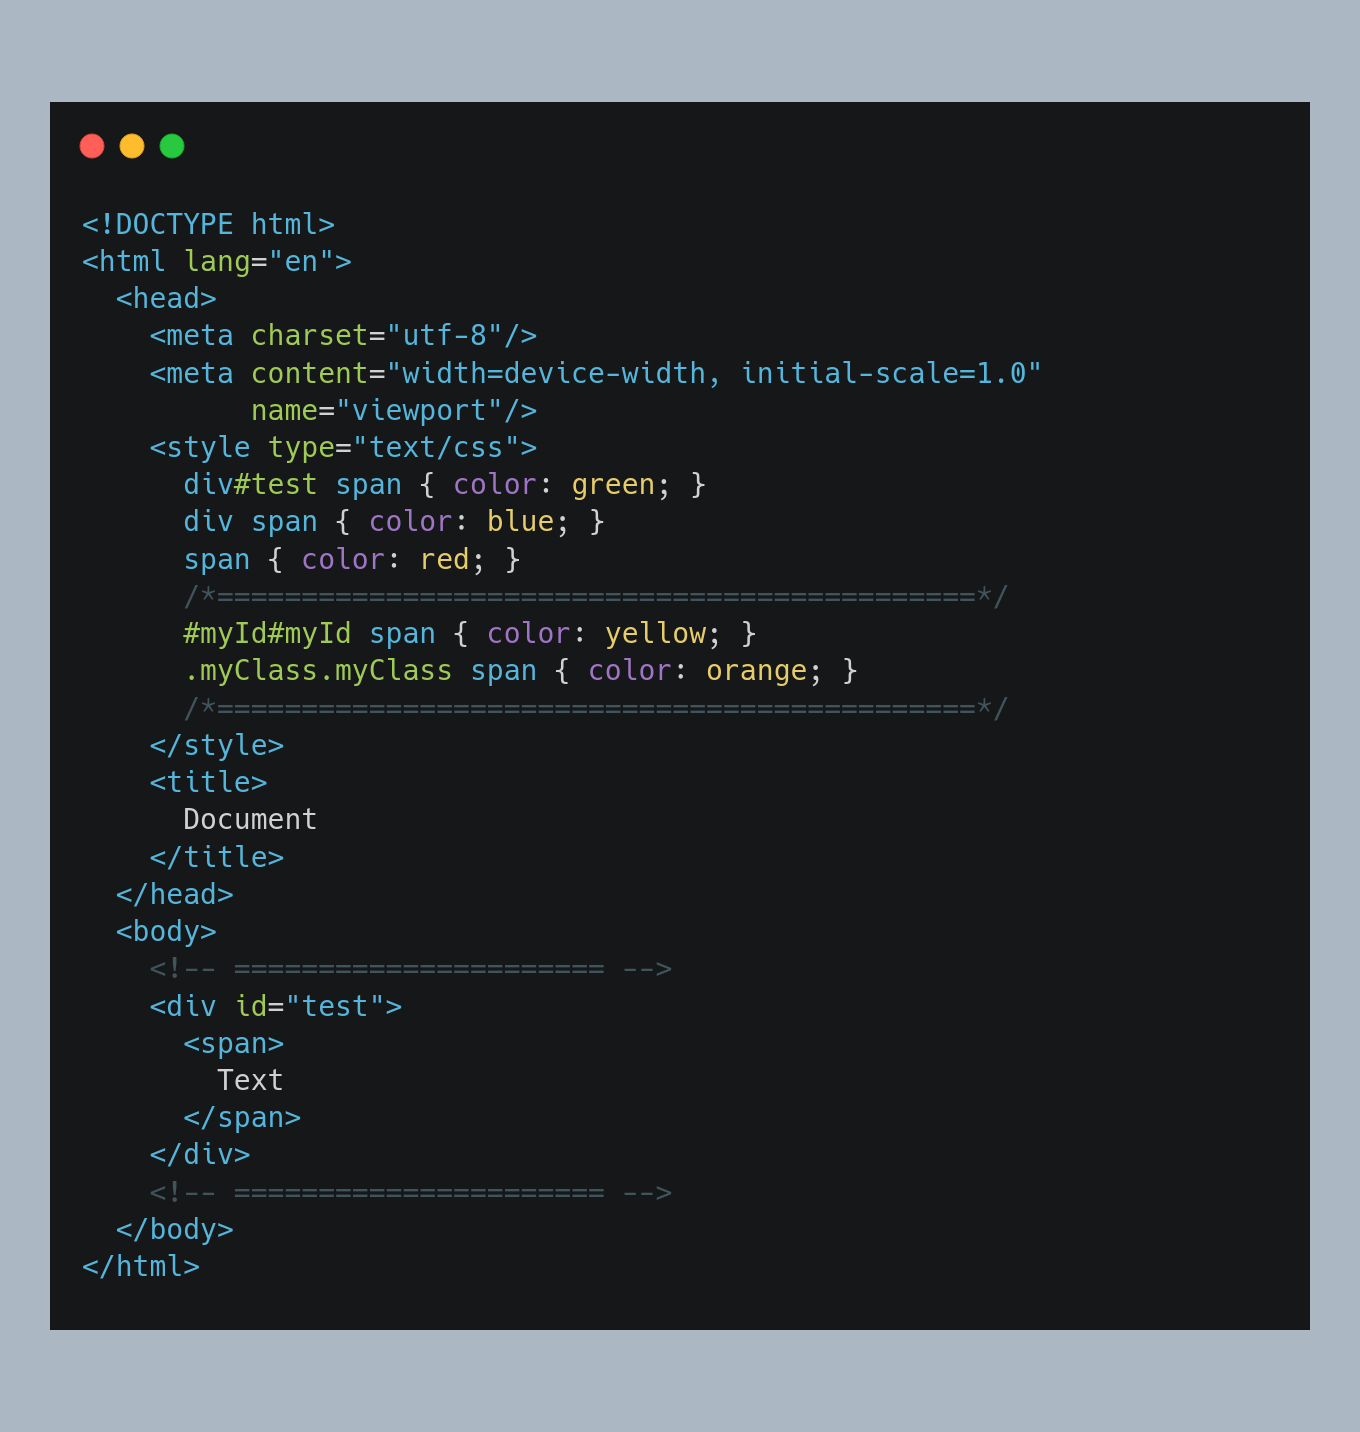 <!DOCTYPE html>
<html lang="en">
  <head>
    <meta charset="utf-8"/>
    <meta content="width=device-width, initial-scale=1.0"
          name="viewport"/>
    <style type="text/css">
      div#test span { color: green; }
      div span { color: blue; }
      span { color: red; }
      /*=============================================*/
      #myId#myId span { color: yellow; }
      .myClass.myClass span { color: orange; }
      /*=============================================*/
    </style>
    <title>
      Document
    </title>
  </head>
  <body>
    <!-- ====================== -->
    <div id="test">
      <span>
        Text
      </span>
    </div>
    <!-- ====================== -->
  </body>
</html>